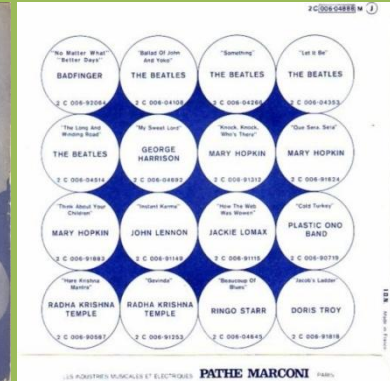 2C 006-04888 M J
"No Matter What"
"Better Days"
BADFINGER
2 C 006-92064
"Ballad Of John
And Yoko"
THE BEATLES
2 C 006-04108
"Something"
THE BEATLES
2 C 006-04266
"Let it Be"
THE BEATLES
2 C 006-04353
"The Long And
Winding Road"
THE BEATLES
2 C 006-04514
"My Sweet Lord"
GEORGE
HARRISON
2 C 006-04692
"Knock, Knock,
Who's There"
MARY HOPKIN
2 C 006-91312
"Que Sera, Sera"
MARY HOPKIN
2 C 006-91624
"Think About Your
Children"
MARY HOPKIN
2 C 006-91683
"Instant Karma"
JOHN LENNON
2 C 006-91149
"How The Web
Was Wowen"
JACKIE LOMAX
2 C 006-91115
"Cold Turkey"
PLASTIC ONO
BAND
2 C 006-90719
"Hare Krishna
Mantra"
RADHA KRISHNA
TEMPLE
2 C 006-90567
"Govinda"
RADHA KRISHNA
TEMPLE
2 C 006-91253
"Beaucoup Of
Blues"
RINGO STARR
2 C 006-04645
"Jacob's Ladder"
DORIS TROY
2 C 006-91818
IDN Made in France
LES INDUSTRIES MUSICALES ET ELECTRIQUES PATHE MARCONI PARIS